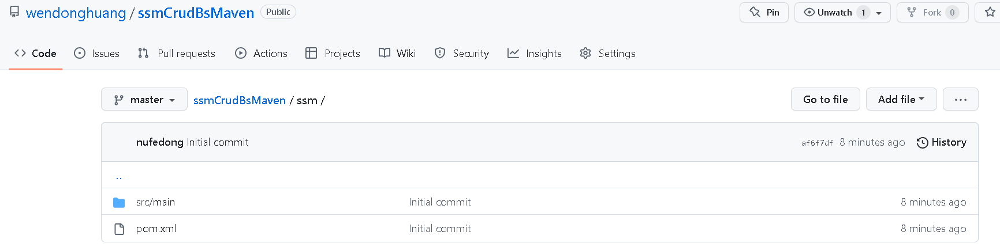 wendonghuang / ssmCrudBsMaven Public Pin Unwatch 1 Fork 0
Code Issues Pull requests Actions Projects Wiki Security Insights Settings
master ssmCrudBsMaven / ssm / Go to file Add file ...
nufedong Initial commit af6f7df 8 minutes ago History
..
src/main Initial commit 8 minutes ago
pom.xml Initial commit 8 minutes ago